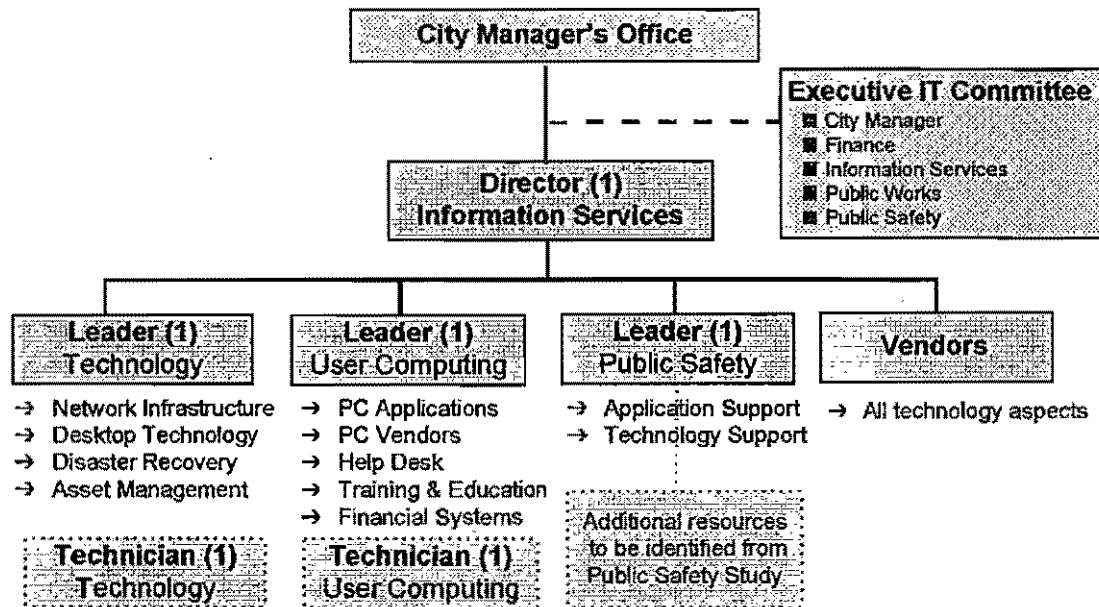 City Manager's Office
Executive IT Committee
■ City Manager
■ Finance
■ Information Services
■ Public Works
■ Public Safety
Director (1)
Information Services
Leader (1)
Technology
→ Network Infrastructure
→ Desktop Technology
→ Disaster Recovery
→ Asset Management
Technician (1)
Technology
Leader (1)
User Computing
→ PC Applications
→ PC Vendors
→ Help Desk
→ Training & Education
→ Financial Systems
Technician (1)
User Computing
Leader (1)
Public Safety
→ Application Support
→ Technology Support
Additional resources
to be identified from
Public Safety Study
Vendors
→ All technology aspects